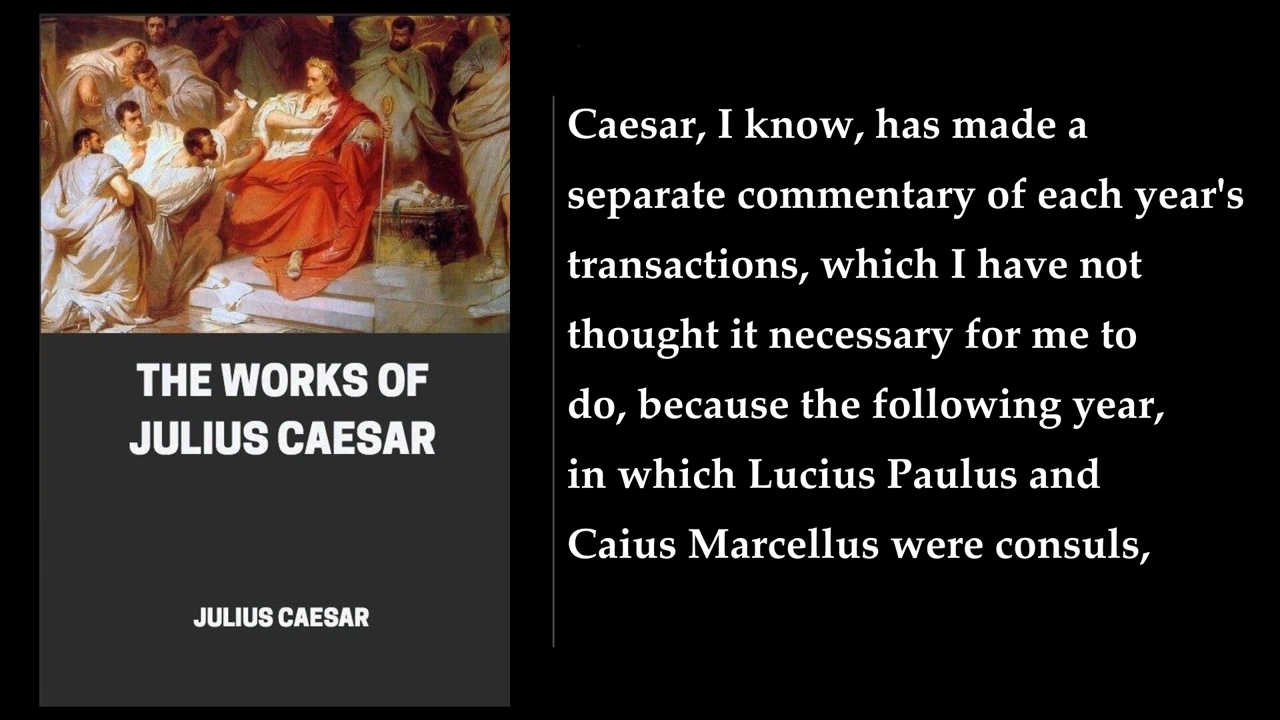 THE WORKS OF
JULIUS CAESAR
JULIUS CAESAR
Caesar, I know, has made a
separate commentary of each year's
transactions, which I have not
thought it necessary for me to
do, because the following year,
in which Lucius Paulus and
Caius Marcellus were consuls,